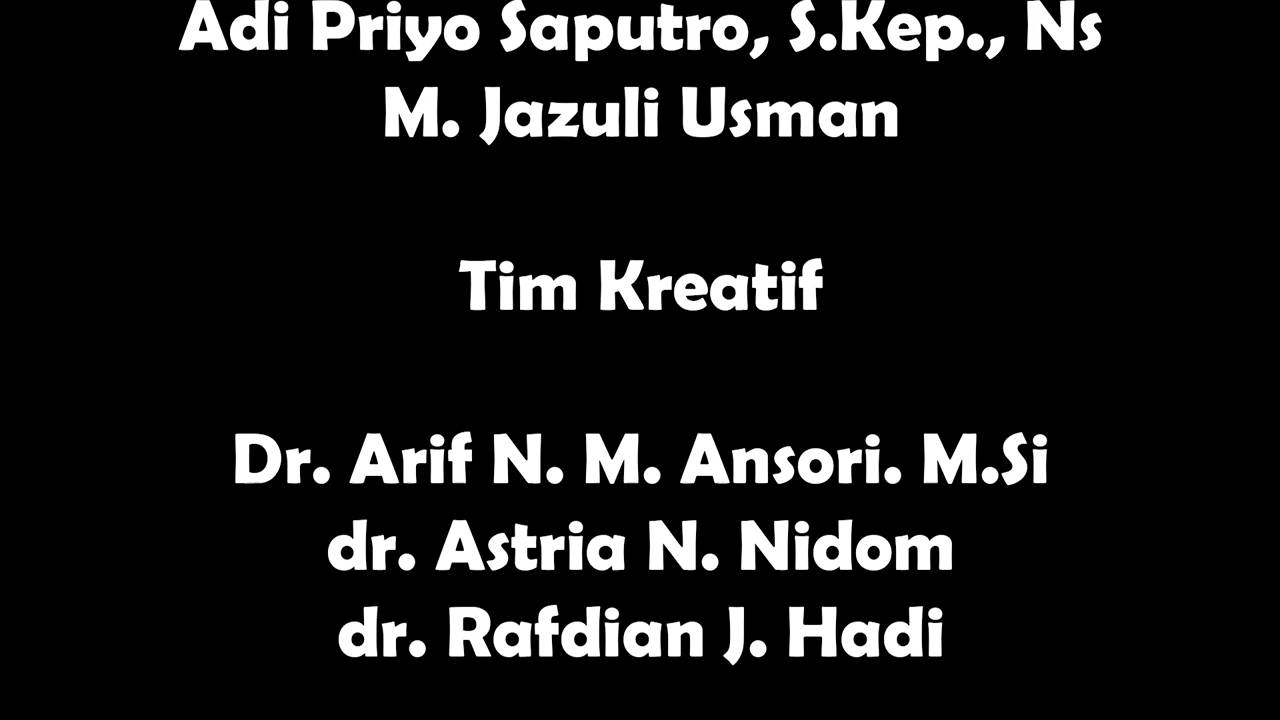 Adi Priyo Saputro, S.Kep., Ns
M. Jazuli Usman
Tim Kreatif
Dr. Arif N. M. Ansori. M.Si
dr. Astria N. Nidom
dr. Rafdian J. Hadi